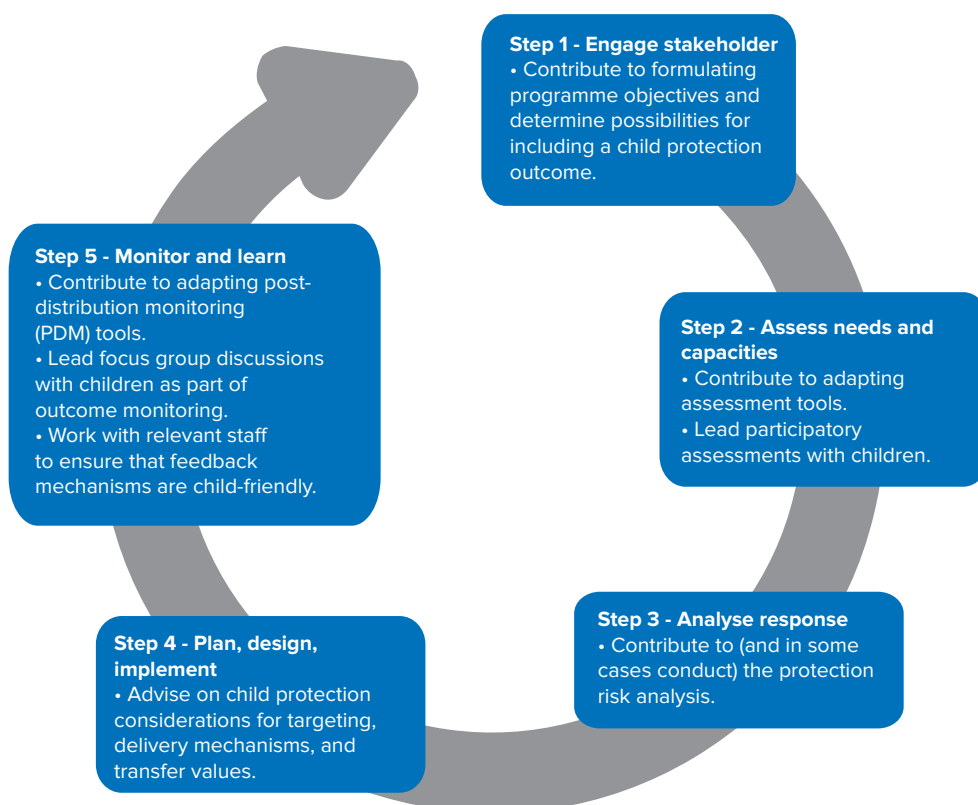 Step 1 - Engage stakeholder
• Contribute to formulating
programme objectives and
determine possibilities for
including a child protection
outcome.
Step 2 - Assess needs and
capacities
• Contribute to adapting
assessment tools.
• Lead participatory
assessments with children.
Step 3 - Analyse response
• Contribute to (and in some
cases conduct) the protection
risk analysis.
Step 4 - Plan, design,
implement
• Advise on child protection
considerations for targeting,
delivery mechanisms, and
transfer values.
Step 5 - Monitor and learn
• Contribute to adapting post-
distribution monitoring
(PDM) tools.
• Lead focus group discussions
with children as part of
outcome monitoring.
• Work with relevant staff
to ensure that feedback
mechanisms are child-friendly.